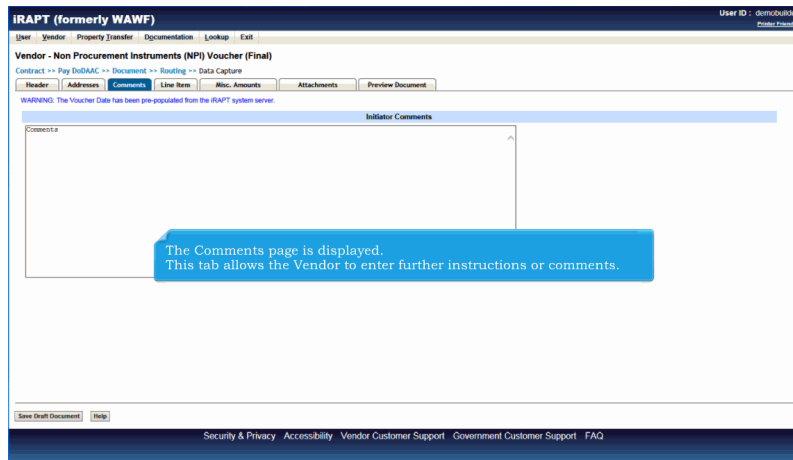 iRAPT (formerly WAWF)
User ID : demobuilde
Printer Frien
User Vendor Property Transfer Documentation Lookup Exit
Vendor - Non Procurement Instruments (NPI) Voucher (Final)
Contract >> Pay DoDAAC >> Document >> Routing >> Data Capture
Header Addresses Comments Line Item Misc. Amounts Attachments Preview Document
WARNING: The Voucher Date has been pre-populated from the iRAPT system server.
Initiator Comments
Comments
The Comments page is displayed.
This tab allows the Vendor to enter further instructions or comments.
Save Draft Document Help
Security & Privacy Accessibility Vendor Customer Support Government Customer Support FAQ